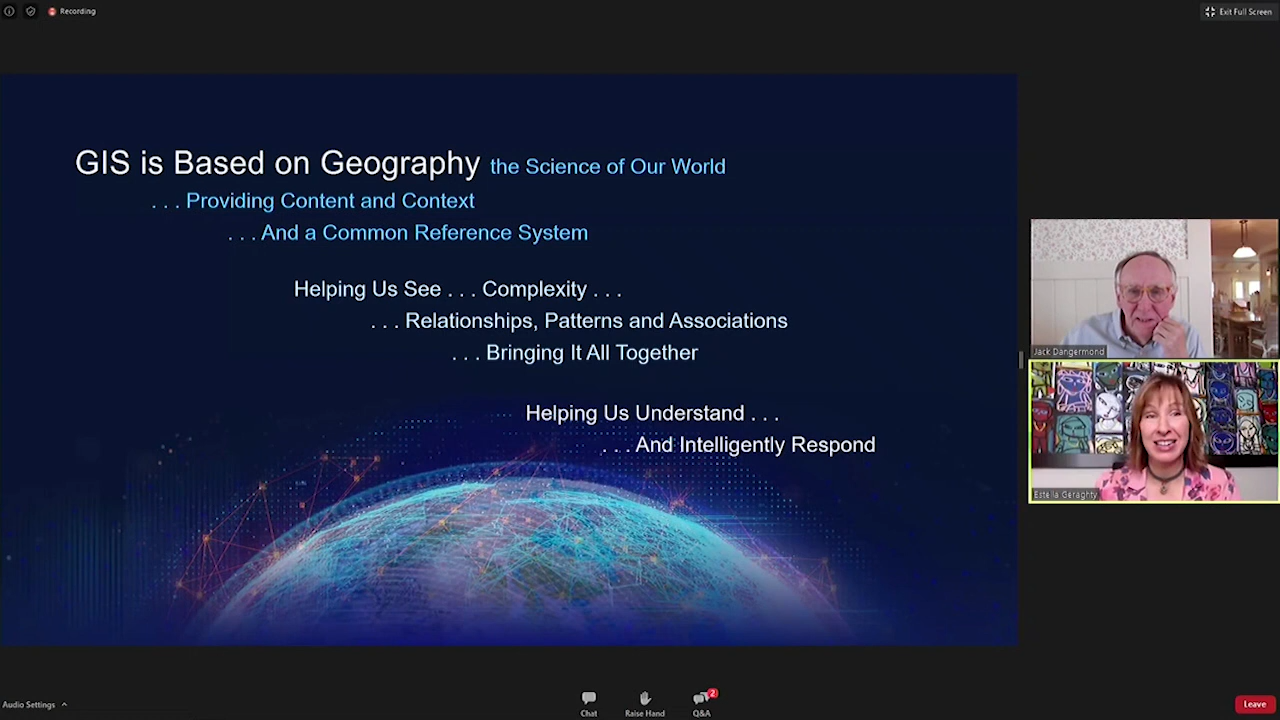 Recording
Exit Full Screen
GIS is Based on Geography the Science of Our World
. . . Providing Content and Context
. . . And a Common Reference System
Helping Us See . . . Complexity . . .
. . . Relationships, Patterns and Associations
. . . Bringing It All Together
Helping Us Understand . . .
. . . And Intelligently Respond
Jack Dangermond
Estella Geraghty
Audio Settings
Chat
Raise Hand
2
Q&A
Leave